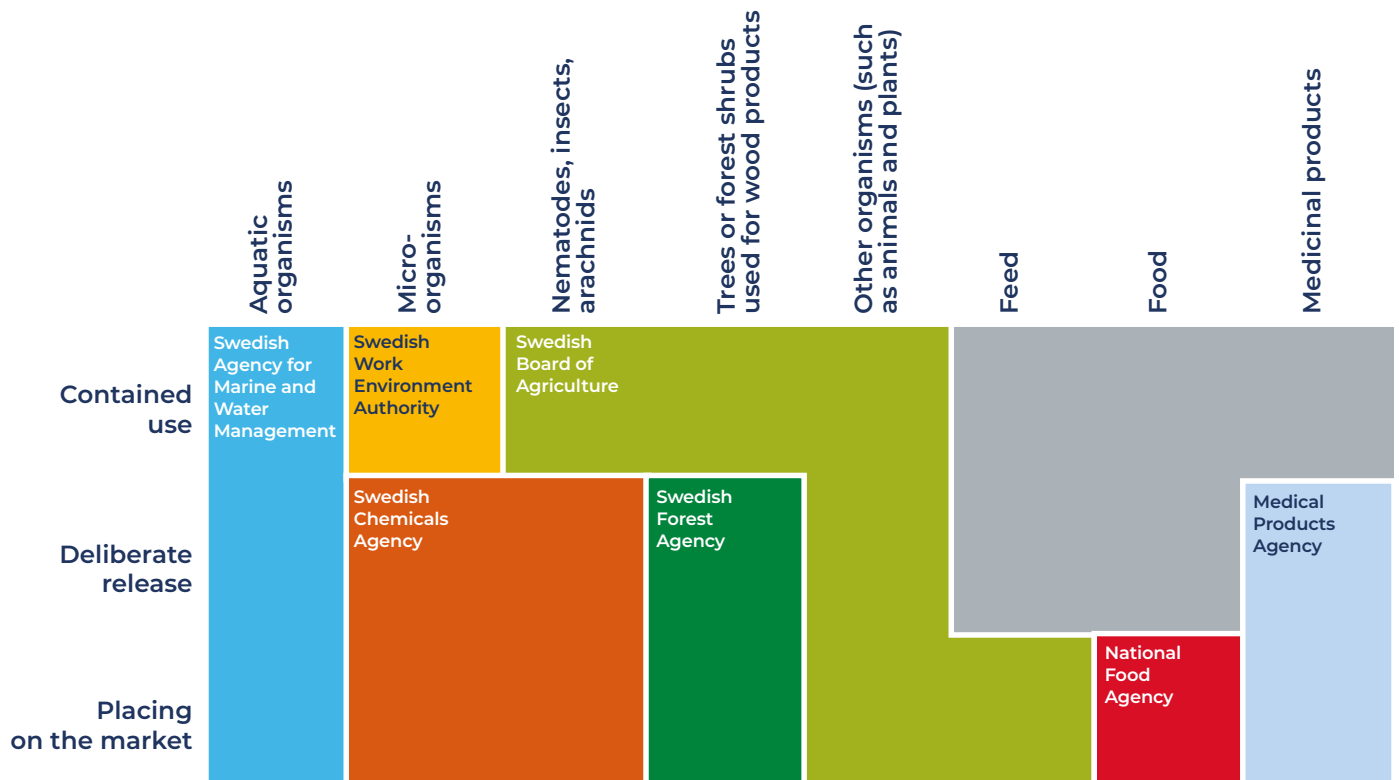 Aquatic
organisms
Micro-
organisms
Nematodes, insects,
arachnids
Trees or forest shrubs
used for wood products
Other organisms (such
as animals and plants)
Feed
Food
Medicinal products
Contained
use
Swedish
Agency for
Marine and
Water
Management
Swedish
Work
Environment
Authority
Swedish
Board of
Agriculture
Deliberate
release
Swedish
Chemicals
Agency
Swedish
Forest
Agency
Medical
Products
Agency
Placing
on the market
National
Food
Agency